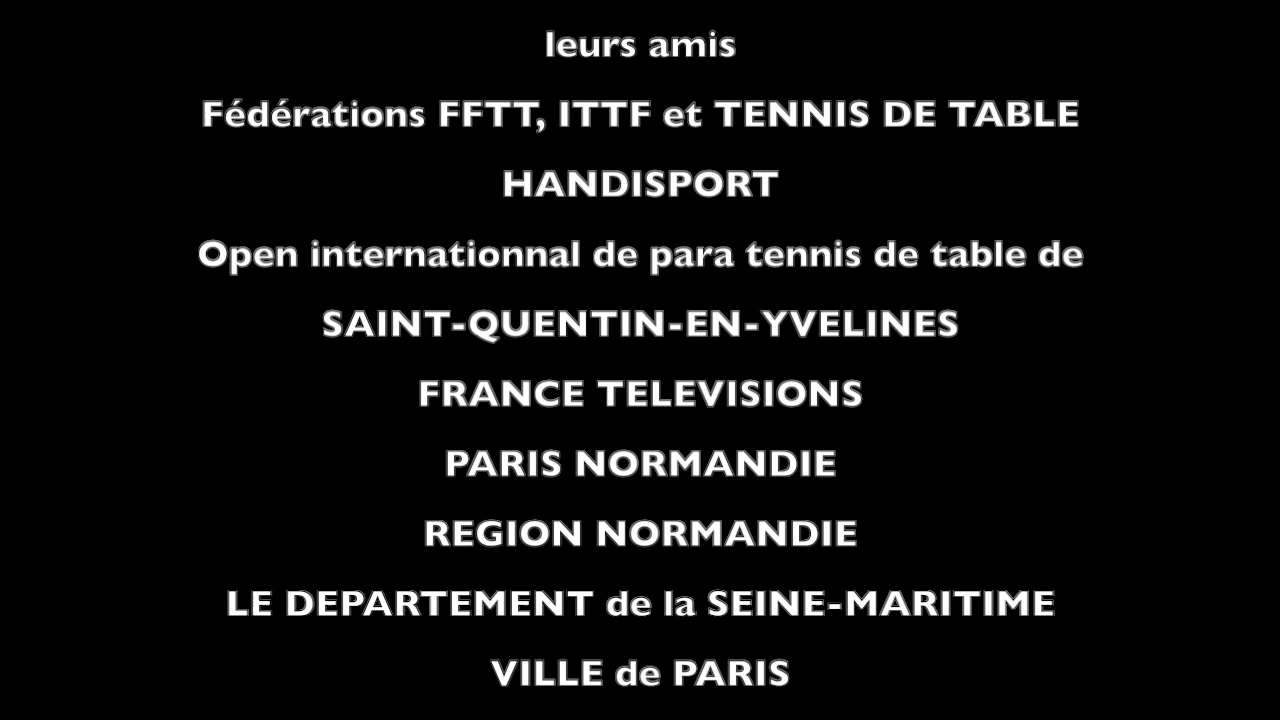 leurs amis
Fédérations FFTT, ITTF et TENNIS DE TABLE
HANDISPORT
Open internationnal de para tennis de table de
SAINT-QUENTIN-EN-YVELINES
FRANCE TELEVISIONS
PARIS NORMANDIE
REGION NORMANDIE
LE DEPARTEMENT de la SEINE-MARITIME
VILLE de PARIS